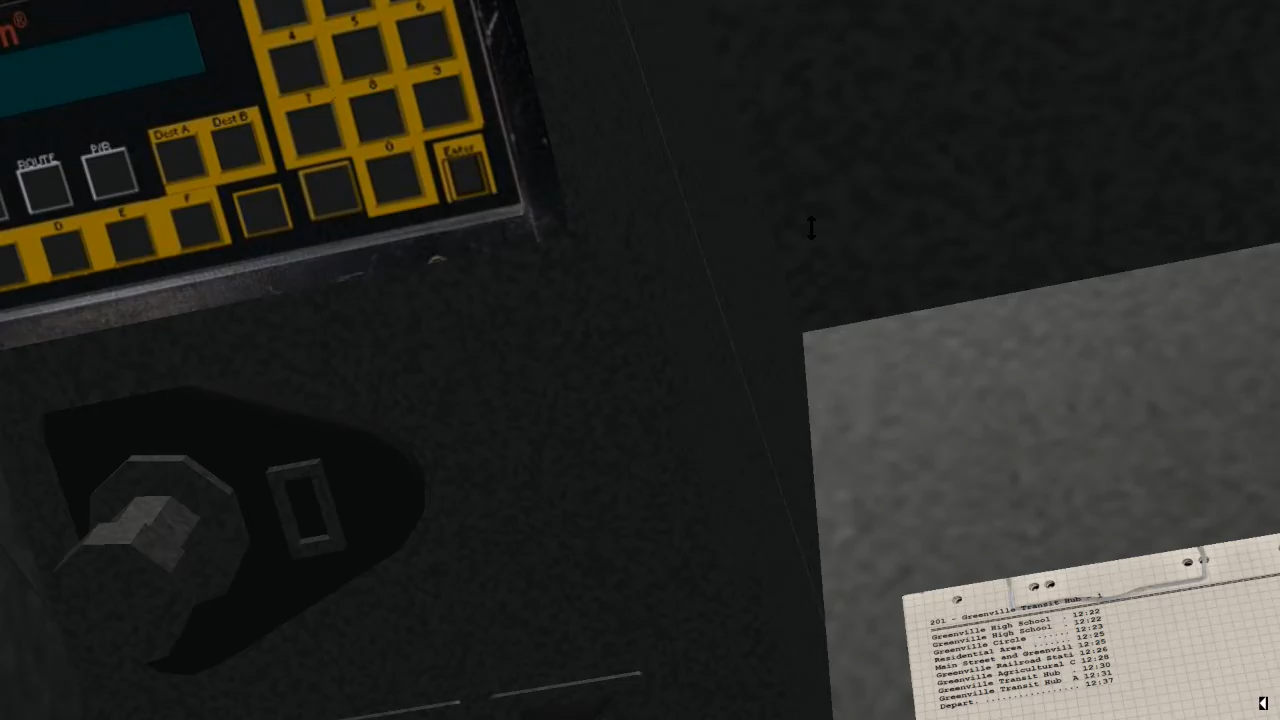 n®
6
4 5
7 8 9
0 Enter
Dest A Dest B
ROUTE P/B
D E F
201 - Greenville Transit Hub - 1
Greenville High School . 12:22
Greenville High School . 12:22
Greenville Circle ...... 12:23
Residential Area ....... 12:25
Main Street and Greenvill 12:25
Greenville Railroad Stati 12:26
Greenville Agricultural C 12:28
Greenville Transit Hub . 12:30
Greenville Transit Hub A 12:31
Depart. ................ 12:37